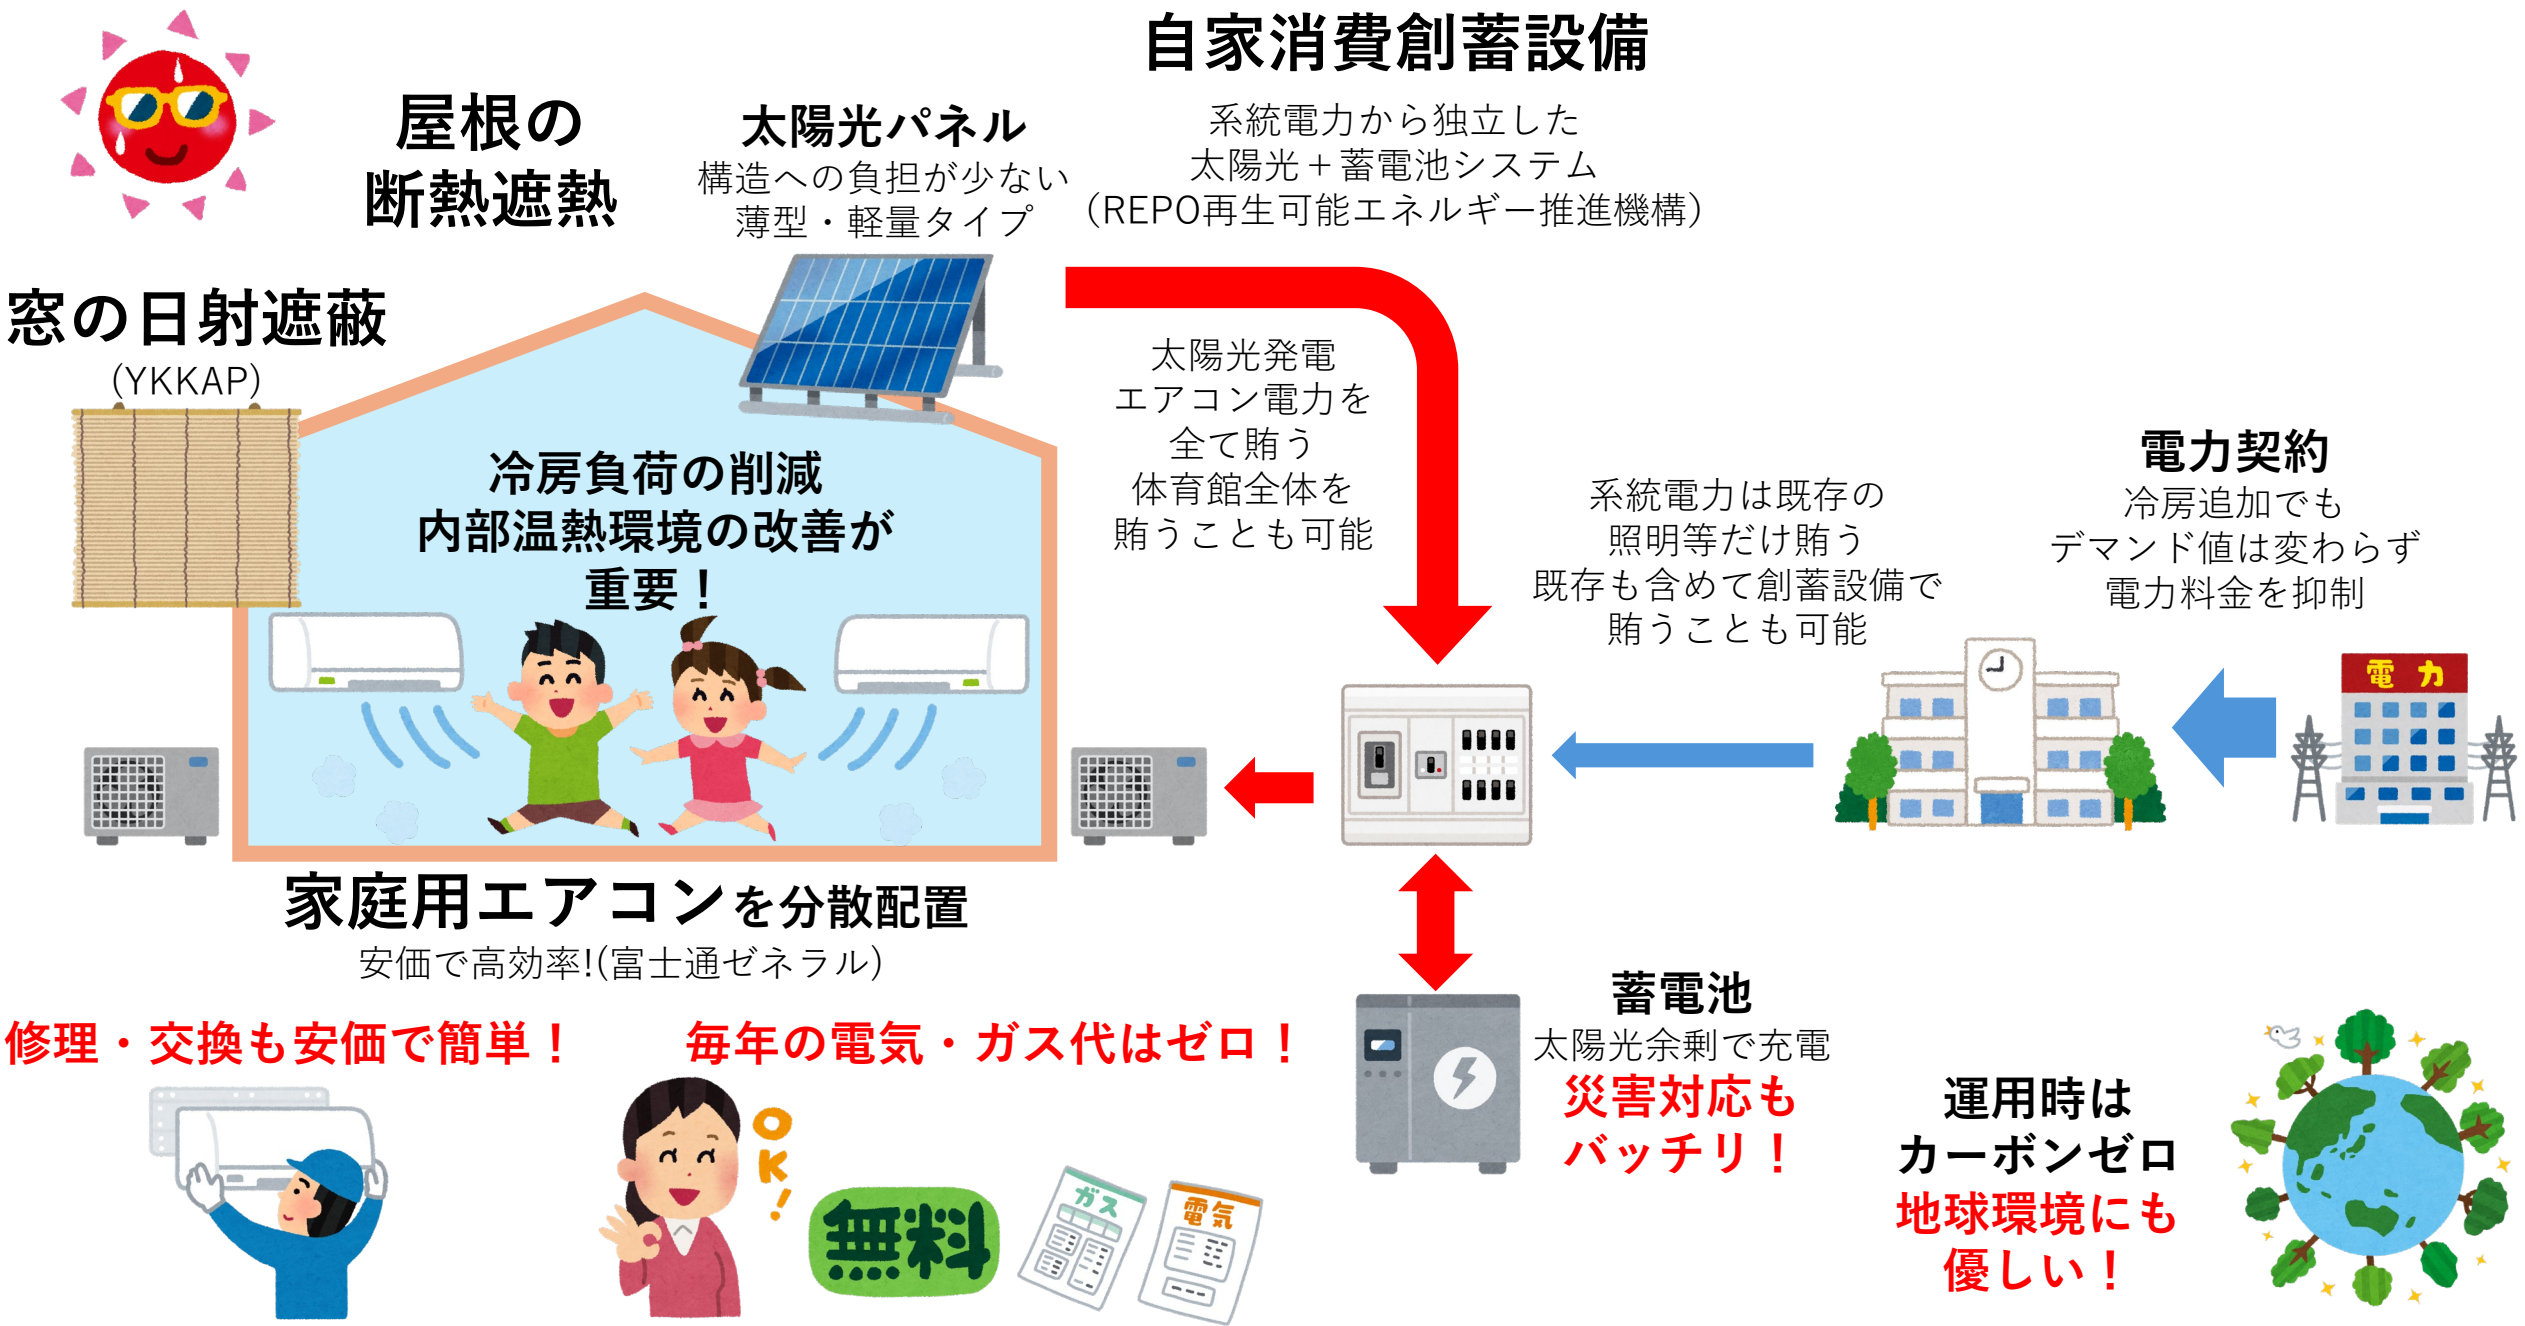 自家消費創蓄設備
系統電力から独立した
太陽光＋蓄電池システム
（REPO再生可能エネルギー推進機構）
屋根の
断熱遮熱
太陽光パネル
構造への負担が少ない
薄型・軽量タイプ
窓の日射遮蔽
(YKKAP)
冷房負荷の削減
内部温熱環境の改善が
重要！
太陽光発電
エアコン電力を
全て賄う
体育館全体を
賄うことも可能
系統電力は既存の
照明等だけ賄う
既存も含めて創蓄設備で
賄うことも可能
電力契約
冷房追加でも
デマンド値は変わらず
電力料金を抑制
電力
家庭用エアコンを分散配置
安価で高効率!(富士通ゼネラル)
修理・交換も安価で簡単！
毎年の電気・ガス代はゼロ！
OK!
無料
ガス
電気
蓄電池
太陽光余剰で充電
災害対応も
バッチリ！
運用時は
カーボンゼロ
地球環境にも
優しい！